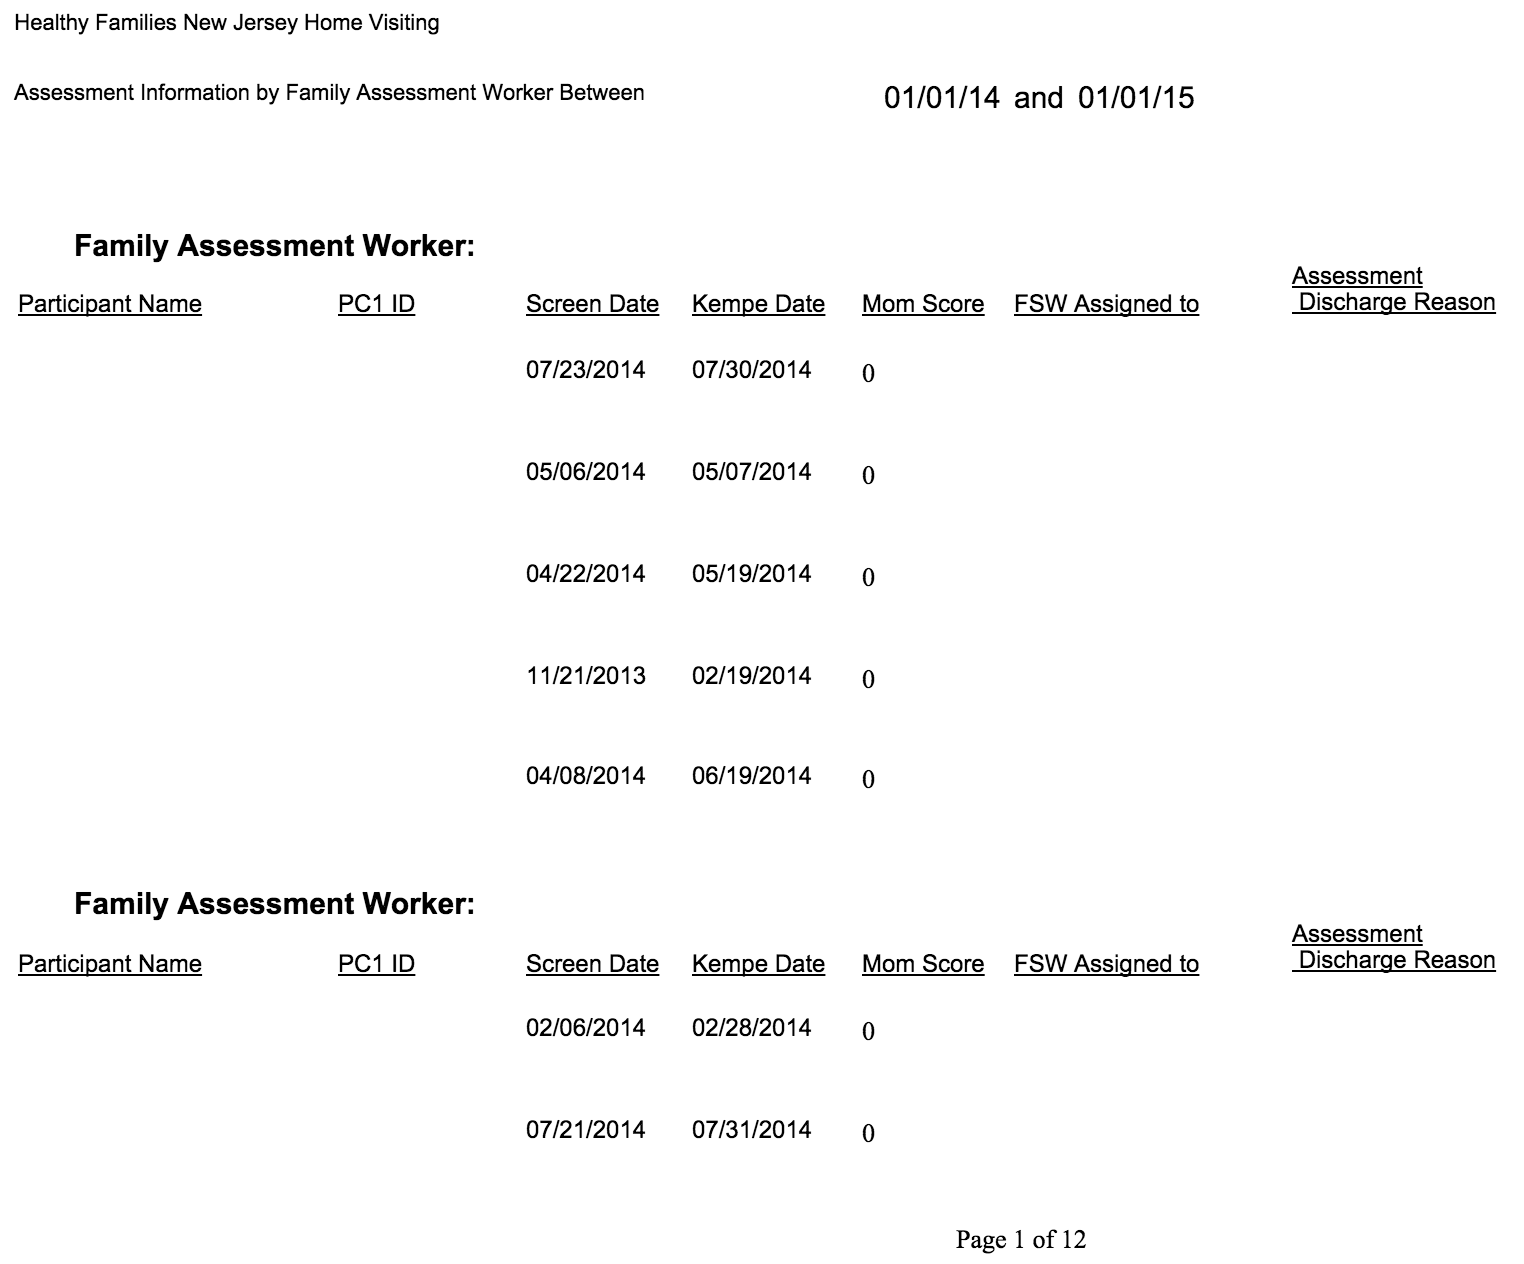 Healthy Families New Jersey Home Visiting
Assessment Information by Family Assessment Worker Between 01/01/14 and 01/01/15
Family Assessment Worker:
Participant Name PC1 ID Screen Date Kempe Date Mom Score FSW Assigned to Assessment
Discharge Reason
07/23/2014 07/30/2014 0
05/06/2014 05/07/2014 0
04/22/2014 05/19/2014 0
11/21/2013 02/19/2014 0
04/08/2014 06/19/2014 0
Family Assessment Worker:
Participant Name PC1 ID Screen Date Kempe Date Mom Score FSW Assigned to Assessment
Discharge Reason
02/06/2014 02/28/2014 0
07/21/2014 07/31/2014 0
Page 1 of 12